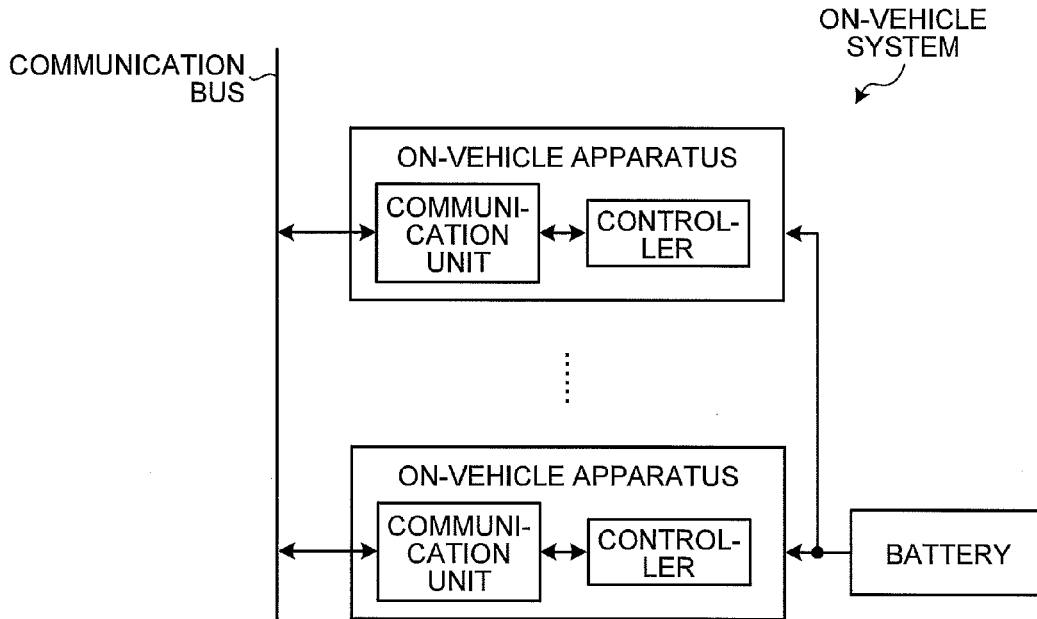 ON-VEHICLE
SYSTEM
COMMUNICATION
BUS
ON-VEHICLE APPARATUS
COMMUNI-
CATION
UNIT
CONTROL-
LER
ON-VEHICLE APPARATUS
COMMUNI-
CATION
UNIT
CONTROL-
LER
BATTERY